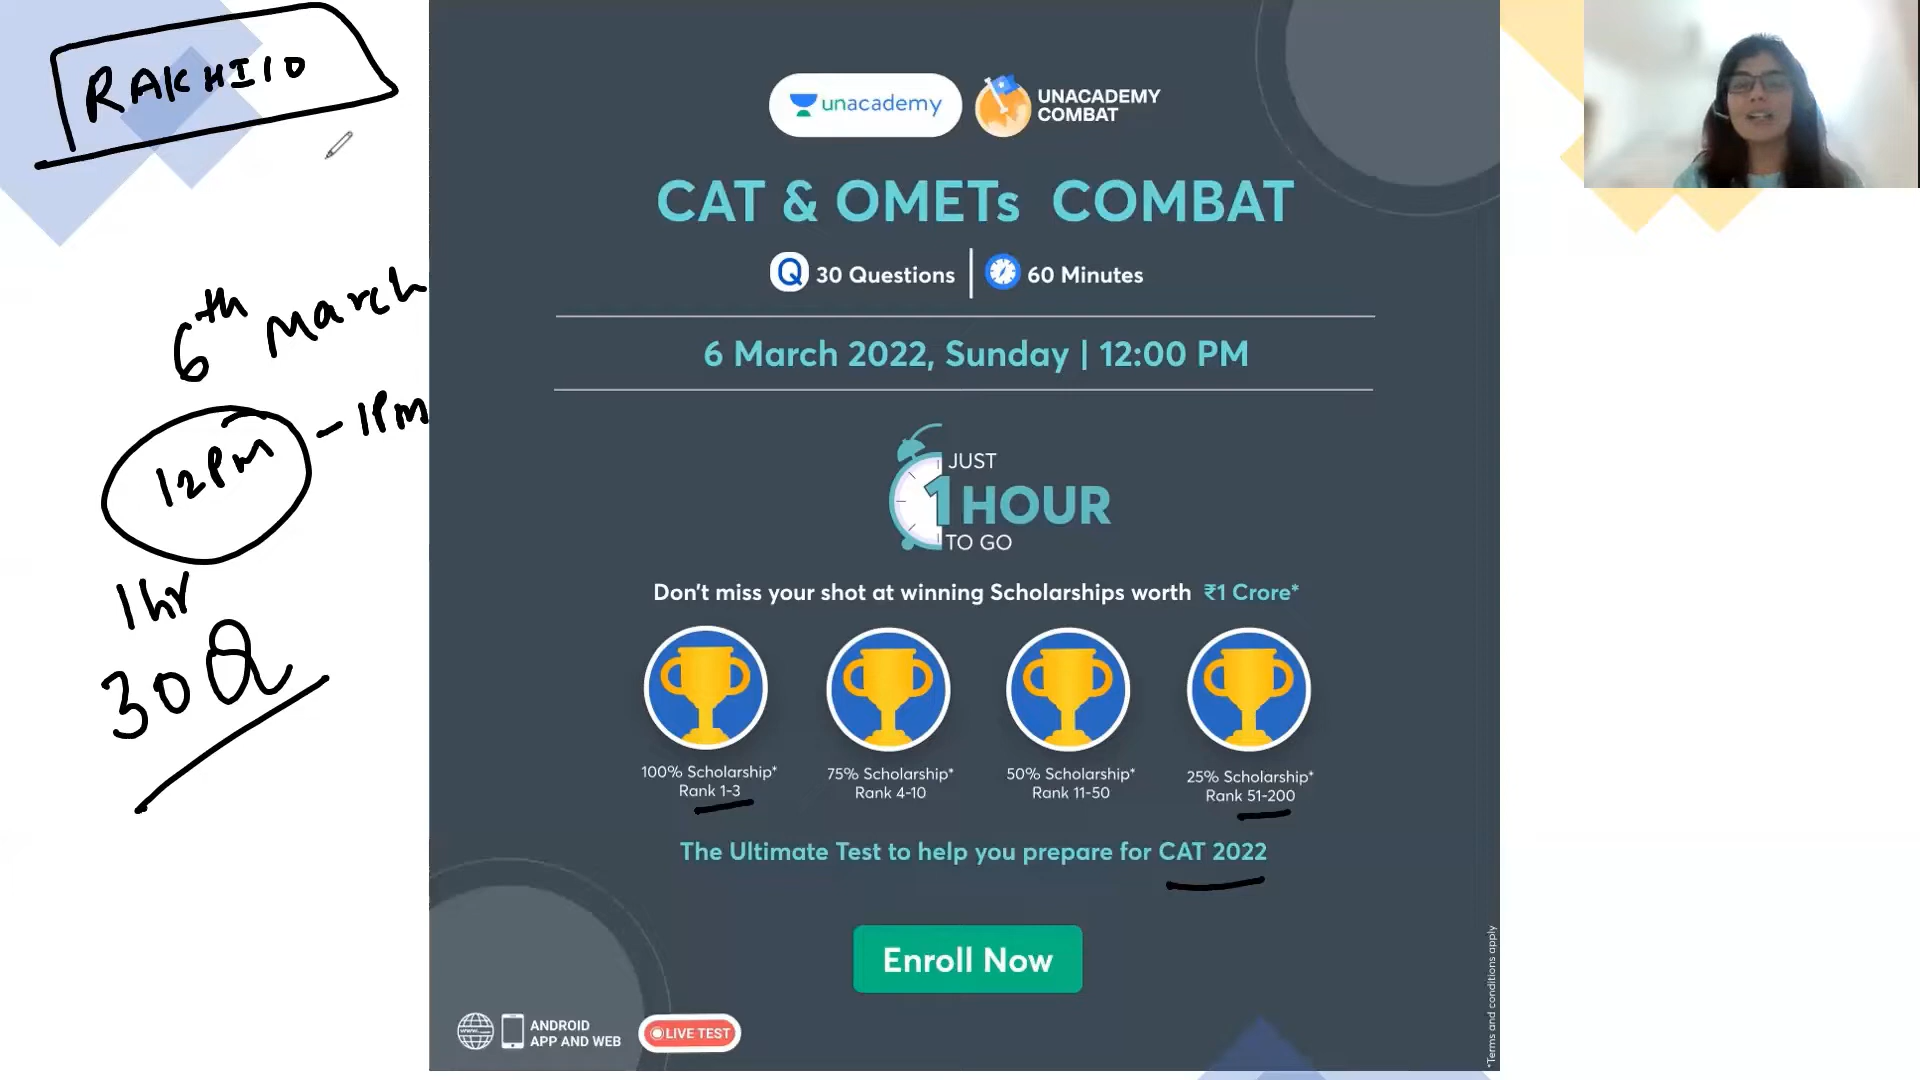 RAKHI10
6th March
12PM - 1PM
1hr
30Q
unacademy
UNACADEMY
COMBAT
CAT & OMETs COMBAT
Q 30 Questions | 60 Minutes
6 March 2022, Sunday | 12:00 PM
JUST
1 HOUR
TO GO
Don't miss your shot at winning Scholarships worth ₹1 Crore*
100% Scholarship*
Rank 1-3
75% Scholarship*
Rank 4-10
50% Scholarship*
Rank 11-50
25% Scholarship*
Rank 51-200
The Ultimate Test to help you prepare for CAT 2022
Enroll Now
www
ANDROID
APP AND WEB
LIVE TEST
*Terms and conditions apply